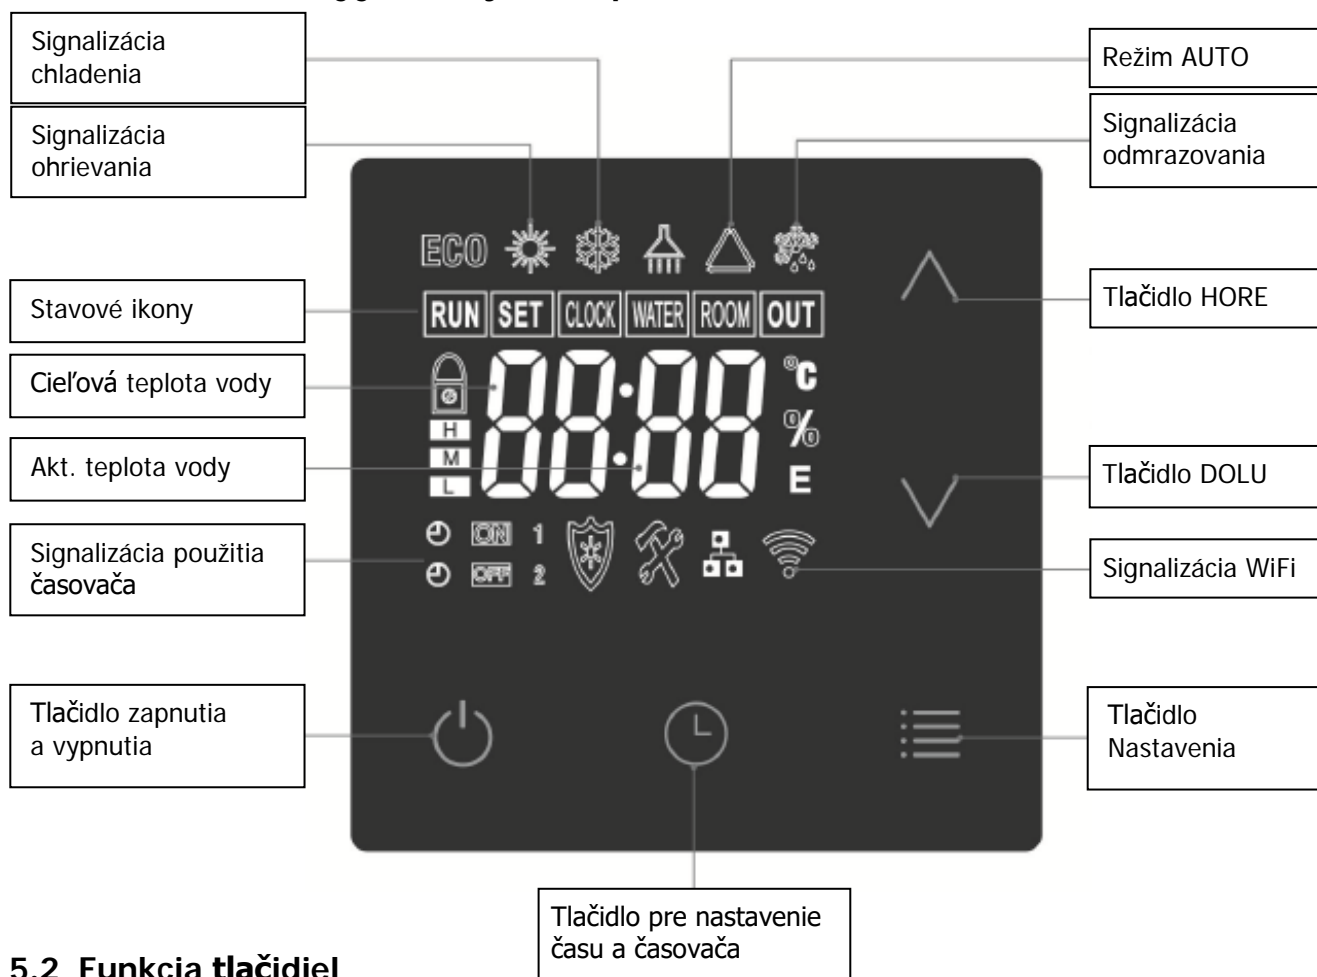 Signalizácia
chladenia
Režim AUTO
Signalizácia
ohrievania
Signalizácia
odmrazovania
ECO
Stavové ikony
RUN SET CLOCK WATER ROOM OUT
Tlačidlo HORE
Cieľová teplota vody
88:88 °C
%
H
M
L
E
Akt. teplota vody
Tlačidlo DOLU
Signalizácia použitia
časovača
ON 1
OFF 2
Signalizácia WiFi
Tlačidlo zapnutia
a vypnutia
Tlačidlo
Nastavenia
Tlačidlo pre nastavenie
času a časovača
5.2 Funkcia tlačidiel